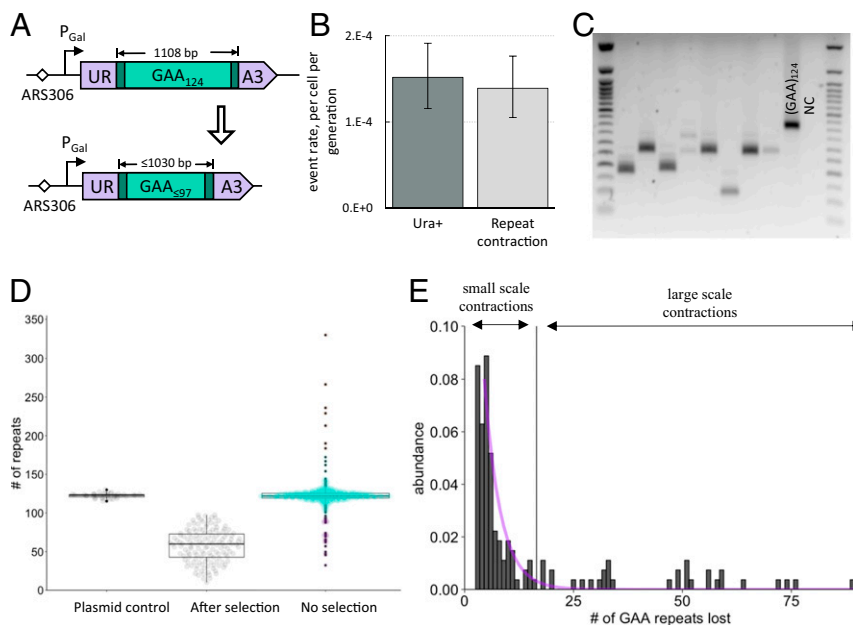 A
P_Gal
1108 bp
UR
GAA_124
A3
ARS306
P_Gal
≤1030 bp
UR
GAA_≤97
A3
ARS306
B
event rate, per cell per
generation
2.E-4
1.E-4
0.E+0
Ura+
Repeat
contraction
C
(GAA)_124
NC
D
# of repeats
350
300
250
200
150
100
50
0
Plasmid control
After selection
No selection
E
small scale
contractions
large scale
contractions
abundance
0.10
0.08
0.06
0.04
0.02
0.00
0
25
50
75
# of GAA repeats lost